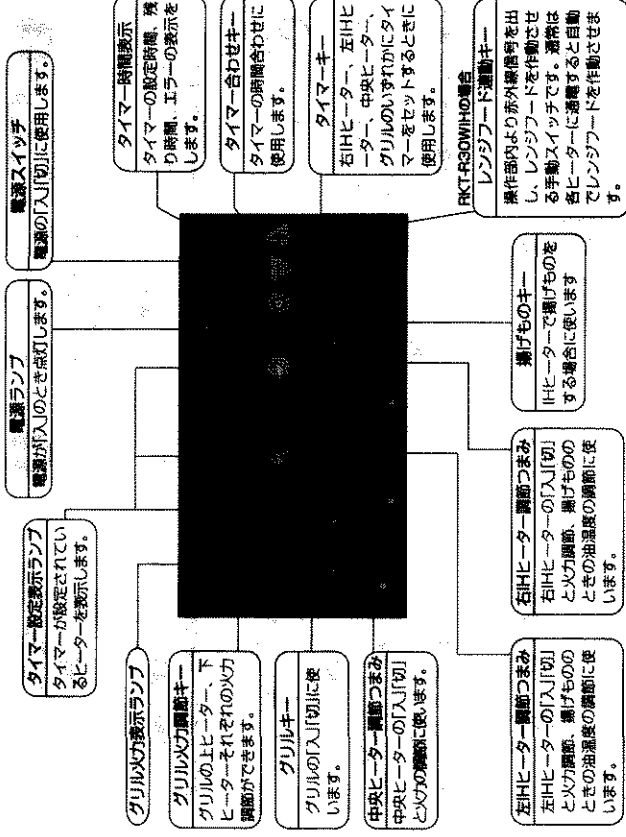 電源スイッチ
電源の「入」「切」に使用します。
電源ランプ
電源が「入」のとき点灯します。
タイマー設定表示ランプ
タイマーが設定されてい
るヒーターを表示します。
グリル火力表示ランプ
グリル火力調節キー
グリルの上ヒーター、下
ヒーターそれぞれの火力
調節ができます。
グリルキー
グリルの「入」「切」に使
います。
中央ヒーター調節つまみ
中央ヒーターの「入」「切」
と火力の調節に使います。
左IHヒーター調節つまみ
左IHヒーターの「入」「切」
と火力調節、揚げものの
ときの油温度の調節に使
います。
右IHヒーター調節つまみ
右IHヒーターの「入」「切」
と火力調節、揚げものの
ときの油温度の調節に使
います。
揚げものキー
IHヒーターで揚げものを
する場合に使います
タイマー時間表示
タイマーの設定時間、残
り時間、エラーの表示を
します。
タイマー合わせキー
タイマーの時間合わせに
使用します。
タイマーキー
右IHヒーター、左IHヒ
ーター、中央ヒーター、
グリルのいずれかにタイ
マーをセットするときに
使用します。
RKT-R30WIHの場合
レンジフード連動キー
操作部内より赤外線信号を出
し、レンジフードを作動させ
る手動スイッチです。通常は
各ヒーターに通電すると自動
でレンジフードを作動させま
す。